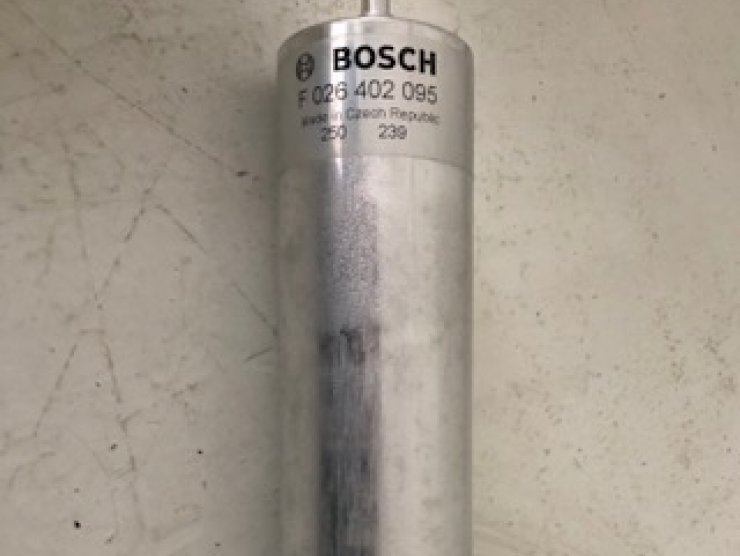 BOSCH
F 026 402 095
Made in Czech Republic
250 239